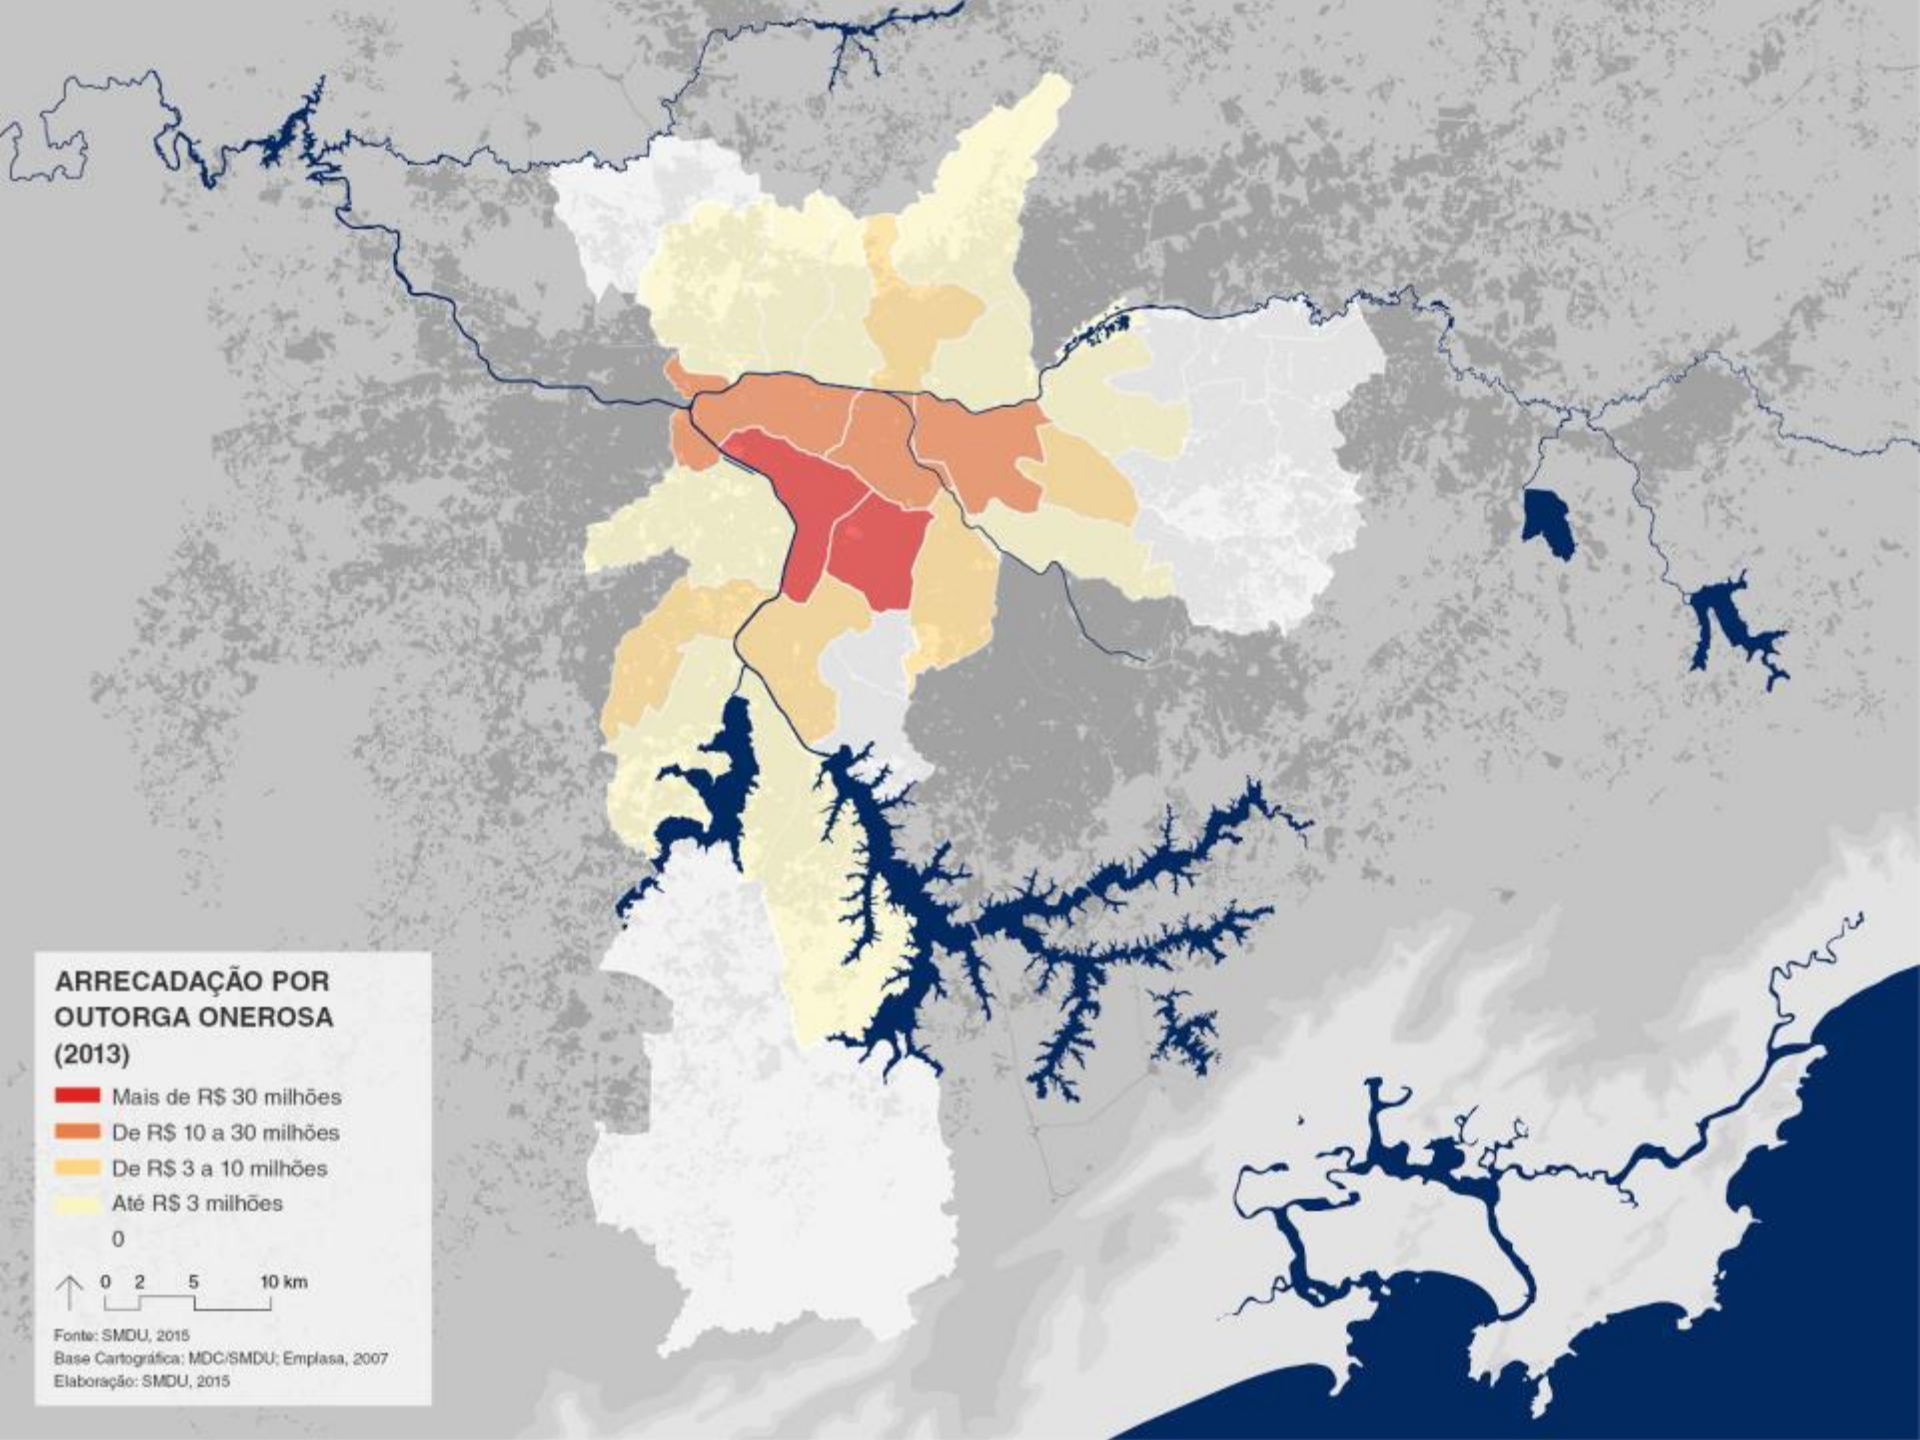 ARRECADAÇÃO POR
OUTORGA ONEROSA
(2013)
Mais de R$ 30 milhões
De R$ 10 a 30 milhões
De R$ 3 a 10 milhões
Até R$ 3 milhões
0
0 2 5 10 km
Fonte: SMDU, 2015
Base Cartográfica: MDC/SMDU; Emplasa, 2007
Elaboração: SMDU, 2015